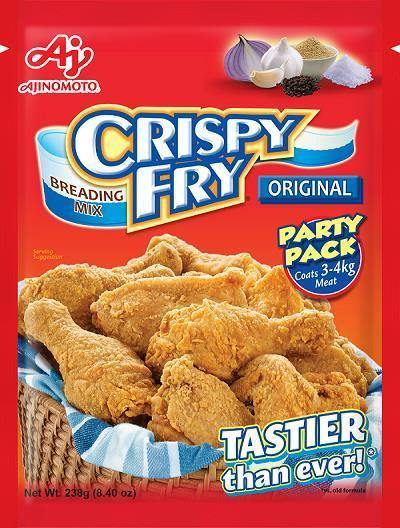 Aj
AJINOMOTO®
CRISPY
FRY®
BREADING
MIX
ORIGINAL
PARTY
PACK
Coats 3-4kg
Meat
Serving
Suggestion
TASTIER
than ever!*
*vs. old formula
Net Wt. 238g (8.40 oz)